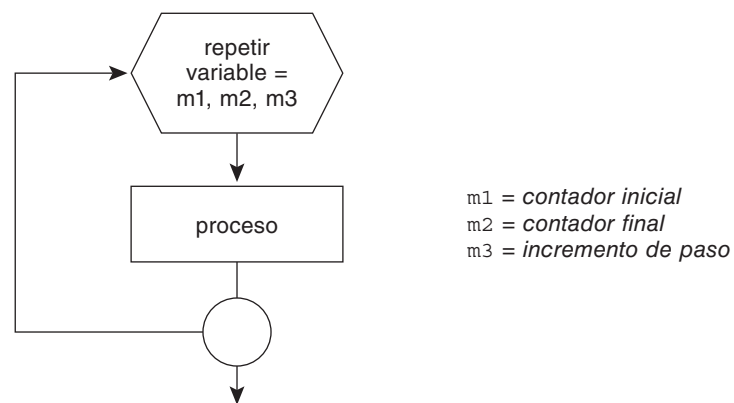 repetir
variable =
m1, m2, m3
proceso
m1 = contador inicial
m2 = contador final
m3 = incremento de paso